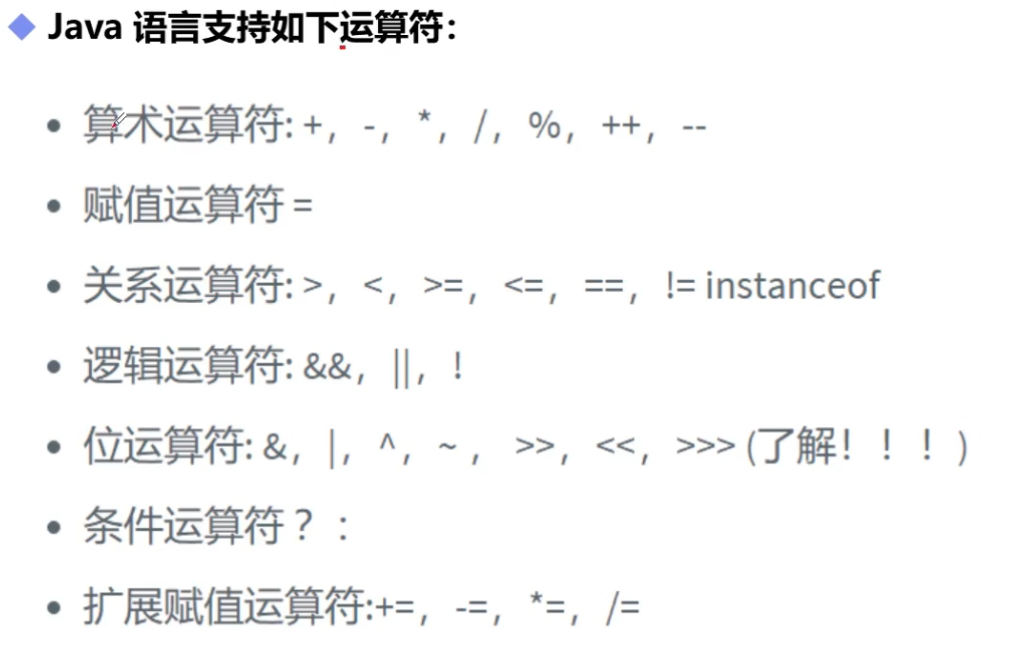 Java 语言支持如下运算符：
算术运算符: +，-，*，/，%，++，--
赋值运算符 =
关系运算符: >，<，>=，<=，==，!= instanceof
逻辑运算符: &&，||，!
位运算符: &，|，^，~ ， >>，<<，>>> (了解！！！)
条件运算符 ？：
扩展赋值运算符:+=，-=，*=，/=